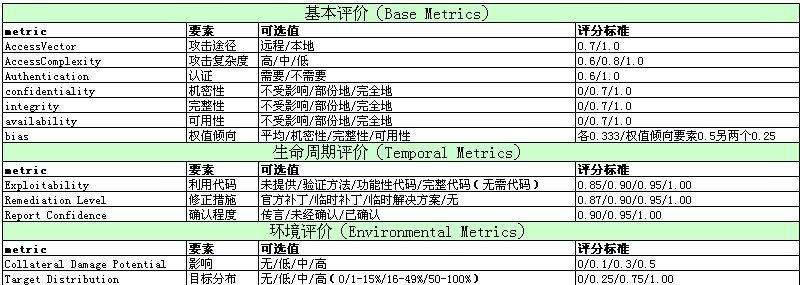 基本评价（Base Metrics）
metric 要素 可选值 评分标准
AccessVector 攻击途径 远程/本地 0.7/1.0
AccessComplexity 攻击复杂度 高/中/低 0.6/0.8/1.0
Authentication 认证 需要/不需要 0.6/1.0
confidentiality 机密性 不受影响/部份地/完全地 0/0.7/1.0
integrity 完整性 不受影响/部份地/完全地 0/0.7/1.0
availability 可用性 不受影响/部份地/完全地 0/0.7/1.0
bias 权值倾向 平均/机密性/完整性/可用性 各0.333/权值倾向要素0.5另两个0.25
生命周期评价（Temporal Metrics）
metric 要素 可选值 评分标准
Exploitability 利用代码 未提供/验证方法/功能性代码/完整代码（无需代码） 0.85/0.90/0.95/1.00
Remediation Level 修正措施 官方补丁/临时补丁/临时解决方案/无 0.87/0.90/0.95/1.00
Report Confidence 确认程度 传言/未经确认/已确认 0.90/0.95/1.00
环境评价（Environmental Metrics）
metric 要素 可选值 评分标准
Collateral Damage Potential 影响 无/低/中/高 0/0.1/0.3/0.5
Target Distribution 目标分布 无/低/中/高（0/1-15%/16-49%/50-100%） 0/0.25/0.75/1.00